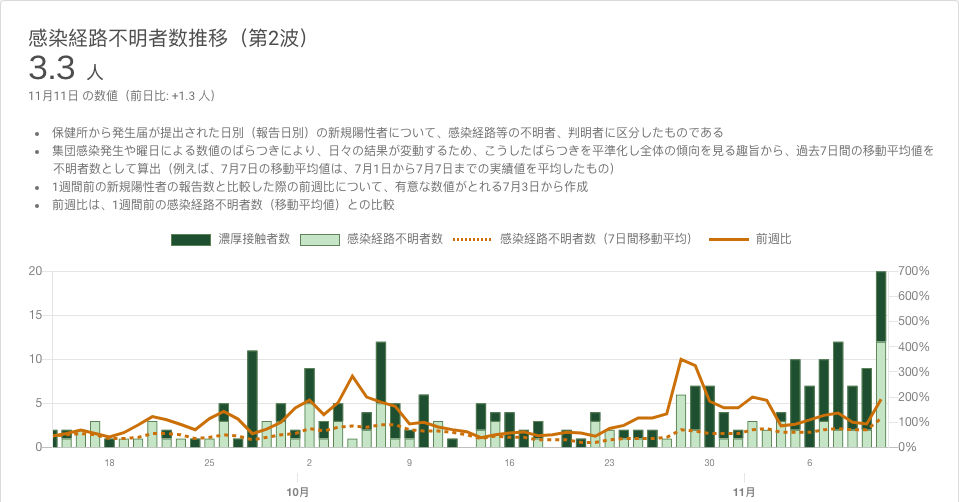 感染経路不明者数推移（第2波）
3.3 人
11月11日 の数値（前日比: +1.3 人）
• 保健所から発生届が提出された日別（報告日別）の新規陽性者について、感染経路等の不明者、判明者に区分したものである
• 集団感染発生や曜日による数値のばらつきにより、日々の結果が変動するため、こうしたばらつきを平準化し全体の傾向を見る趣旨から、過去7日間の移動平均値を
不明者数として算出（例えば、7月7日の移動平均値は、7月1日から7月7日までの実績値を平均したもの）
• 1週間前の新規陽性者の報告数と比較した際の前週比について、有意な数値がとれる7月3日から作成
• 前週比は、1週間前の感染経路不明者数（移動平均値）との比較
濃厚接触者数 感染経路不明者数 感染経路不明者数（7日間移動平均） 前週比
20 700%
600%
15
500%
10 400%
300%
5 200%
100%
0 0%
18 25 2 9 16 23 30 6
10月 11月